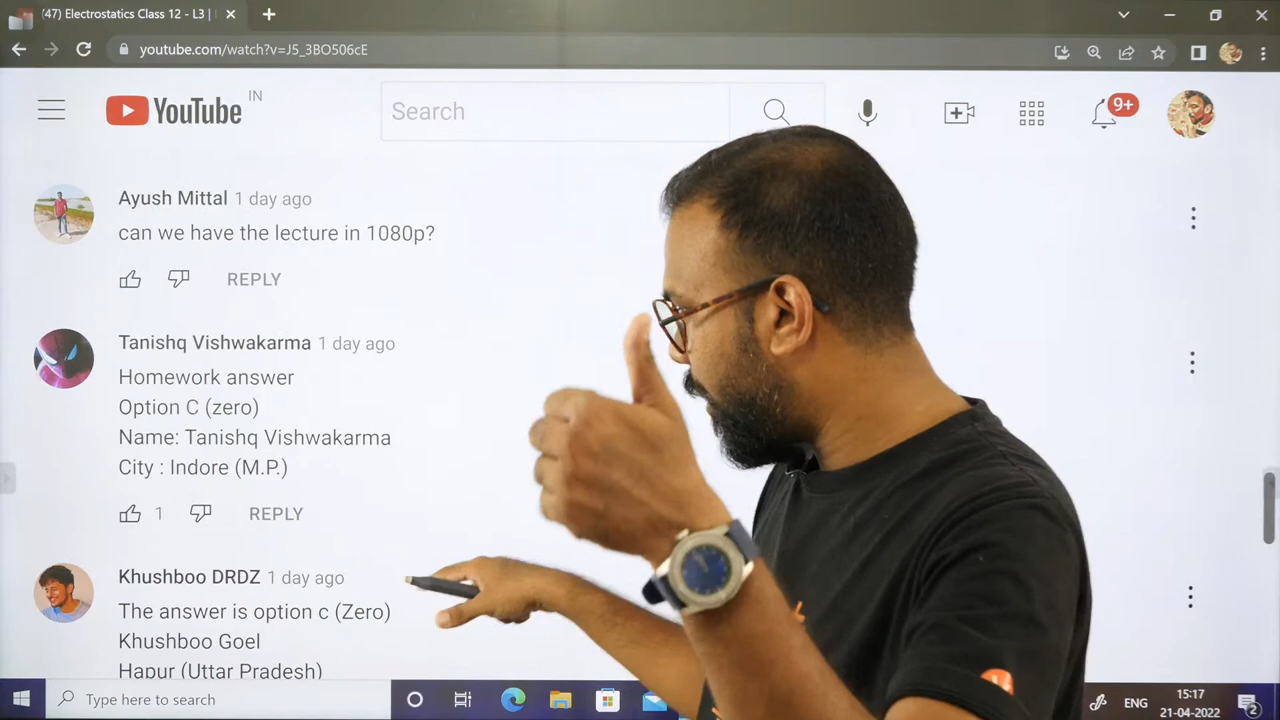 (47) Electrostatics Class 12 - L3 |
youtube.com/watch?v=J5_3BO506cE
YouTube IN
Search
9+
Ayush Mittal 1 day ago
can we have the lecture in 1080p?
REPLY
Tanishq Vishwakarma 1 day ago
Homework answer
Option C (zero)
Name: Tanishq Vishwakarma
City : Indore (M.P.)
1 REPLY
Khushboo DRDZ 1 day ago
The answer is option c (Zero)
Khushboo Goel
Hapur (Uttar Pradesh)
Type here to search
ENG
15:17
21-04-2022
2